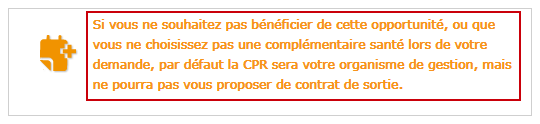 Si vous ne souhaitez pas bénéficier de cette opportunité, ou que
vous ne choisissez pas une complémentaire santé lors de votre
demande, par défaut la CPR sera votre organisme de gestion, mais
ne pourra pas vous proposer de contrat de sortie.